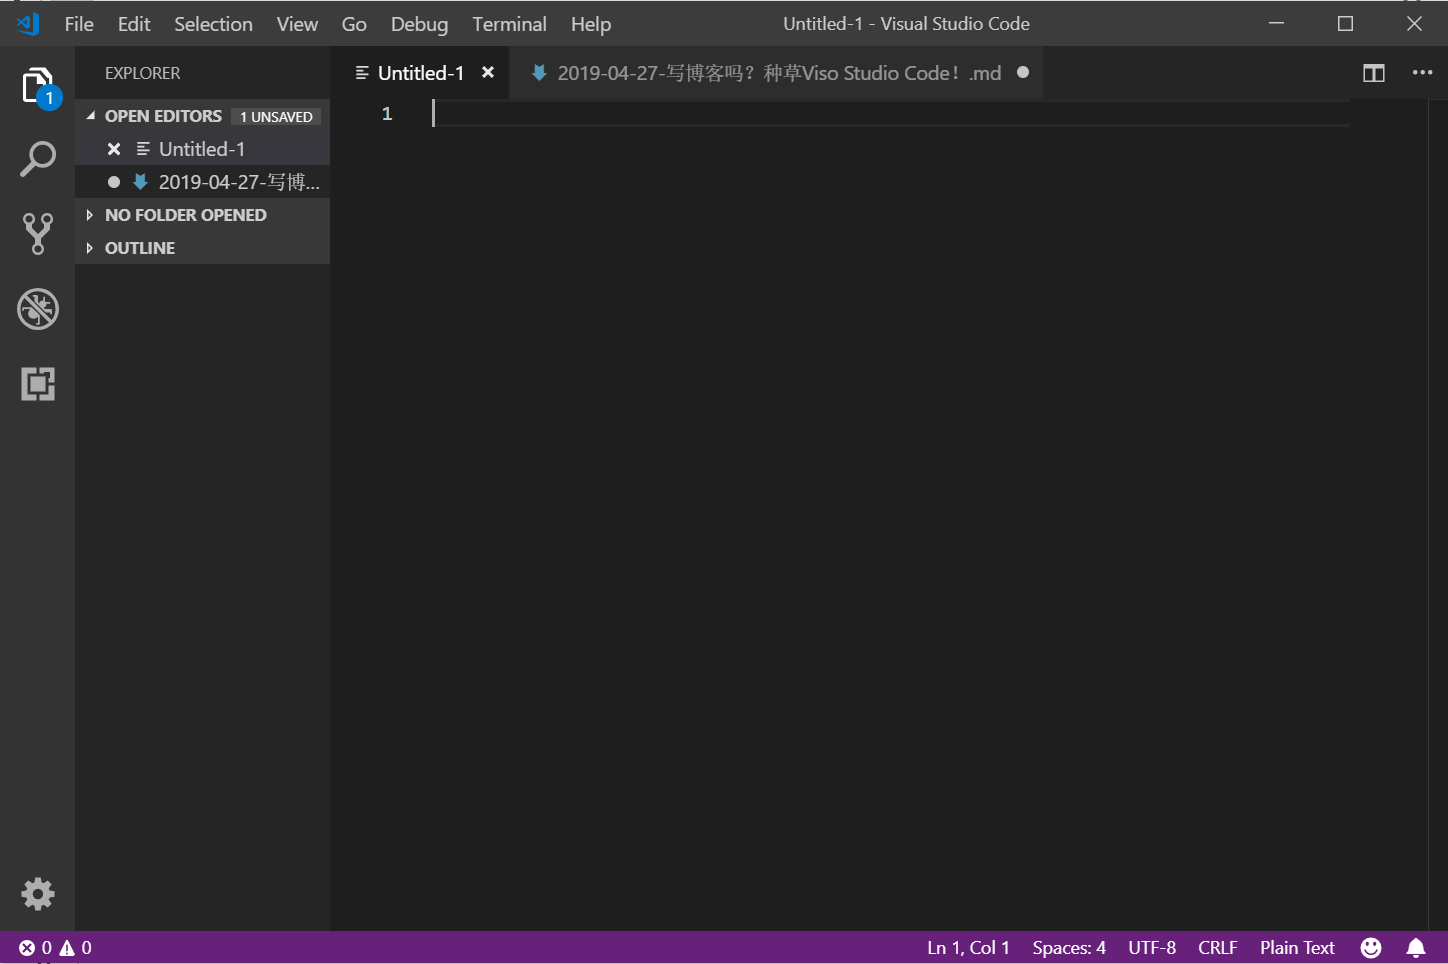 File Edit Selection View Go Debug Terminal Help Untitled-1 - Visual Studio Code
EXPLORER
Untitled-1
2019-04-27-写博客吗？种草Viso Studio Code！.md
1
OPEN EDITORS 1 UNSAVED
1
Untitled-1
2019-04-27-写博...
NO FOLDER OPENED
OUTLINE
0 0 Ln 1, Col 1 Spaces: 4 UTF-8 CRLF Plain Text